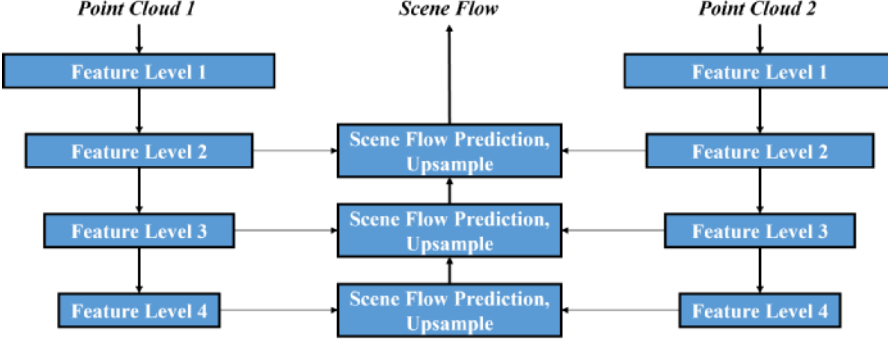 Point Cloud 1
Scene Flow
Point Cloud 2
Feature Level 1
Feature Level 1
Feature Level 2
Scene Flow Prediction,
Upsample
Feature Level 2
Feature Level 3
Scene Flow Prediction,
Upsample
Feature Level 3
Feature Level 4
Scene Flow Prediction,
Upsample
Feature Level 4